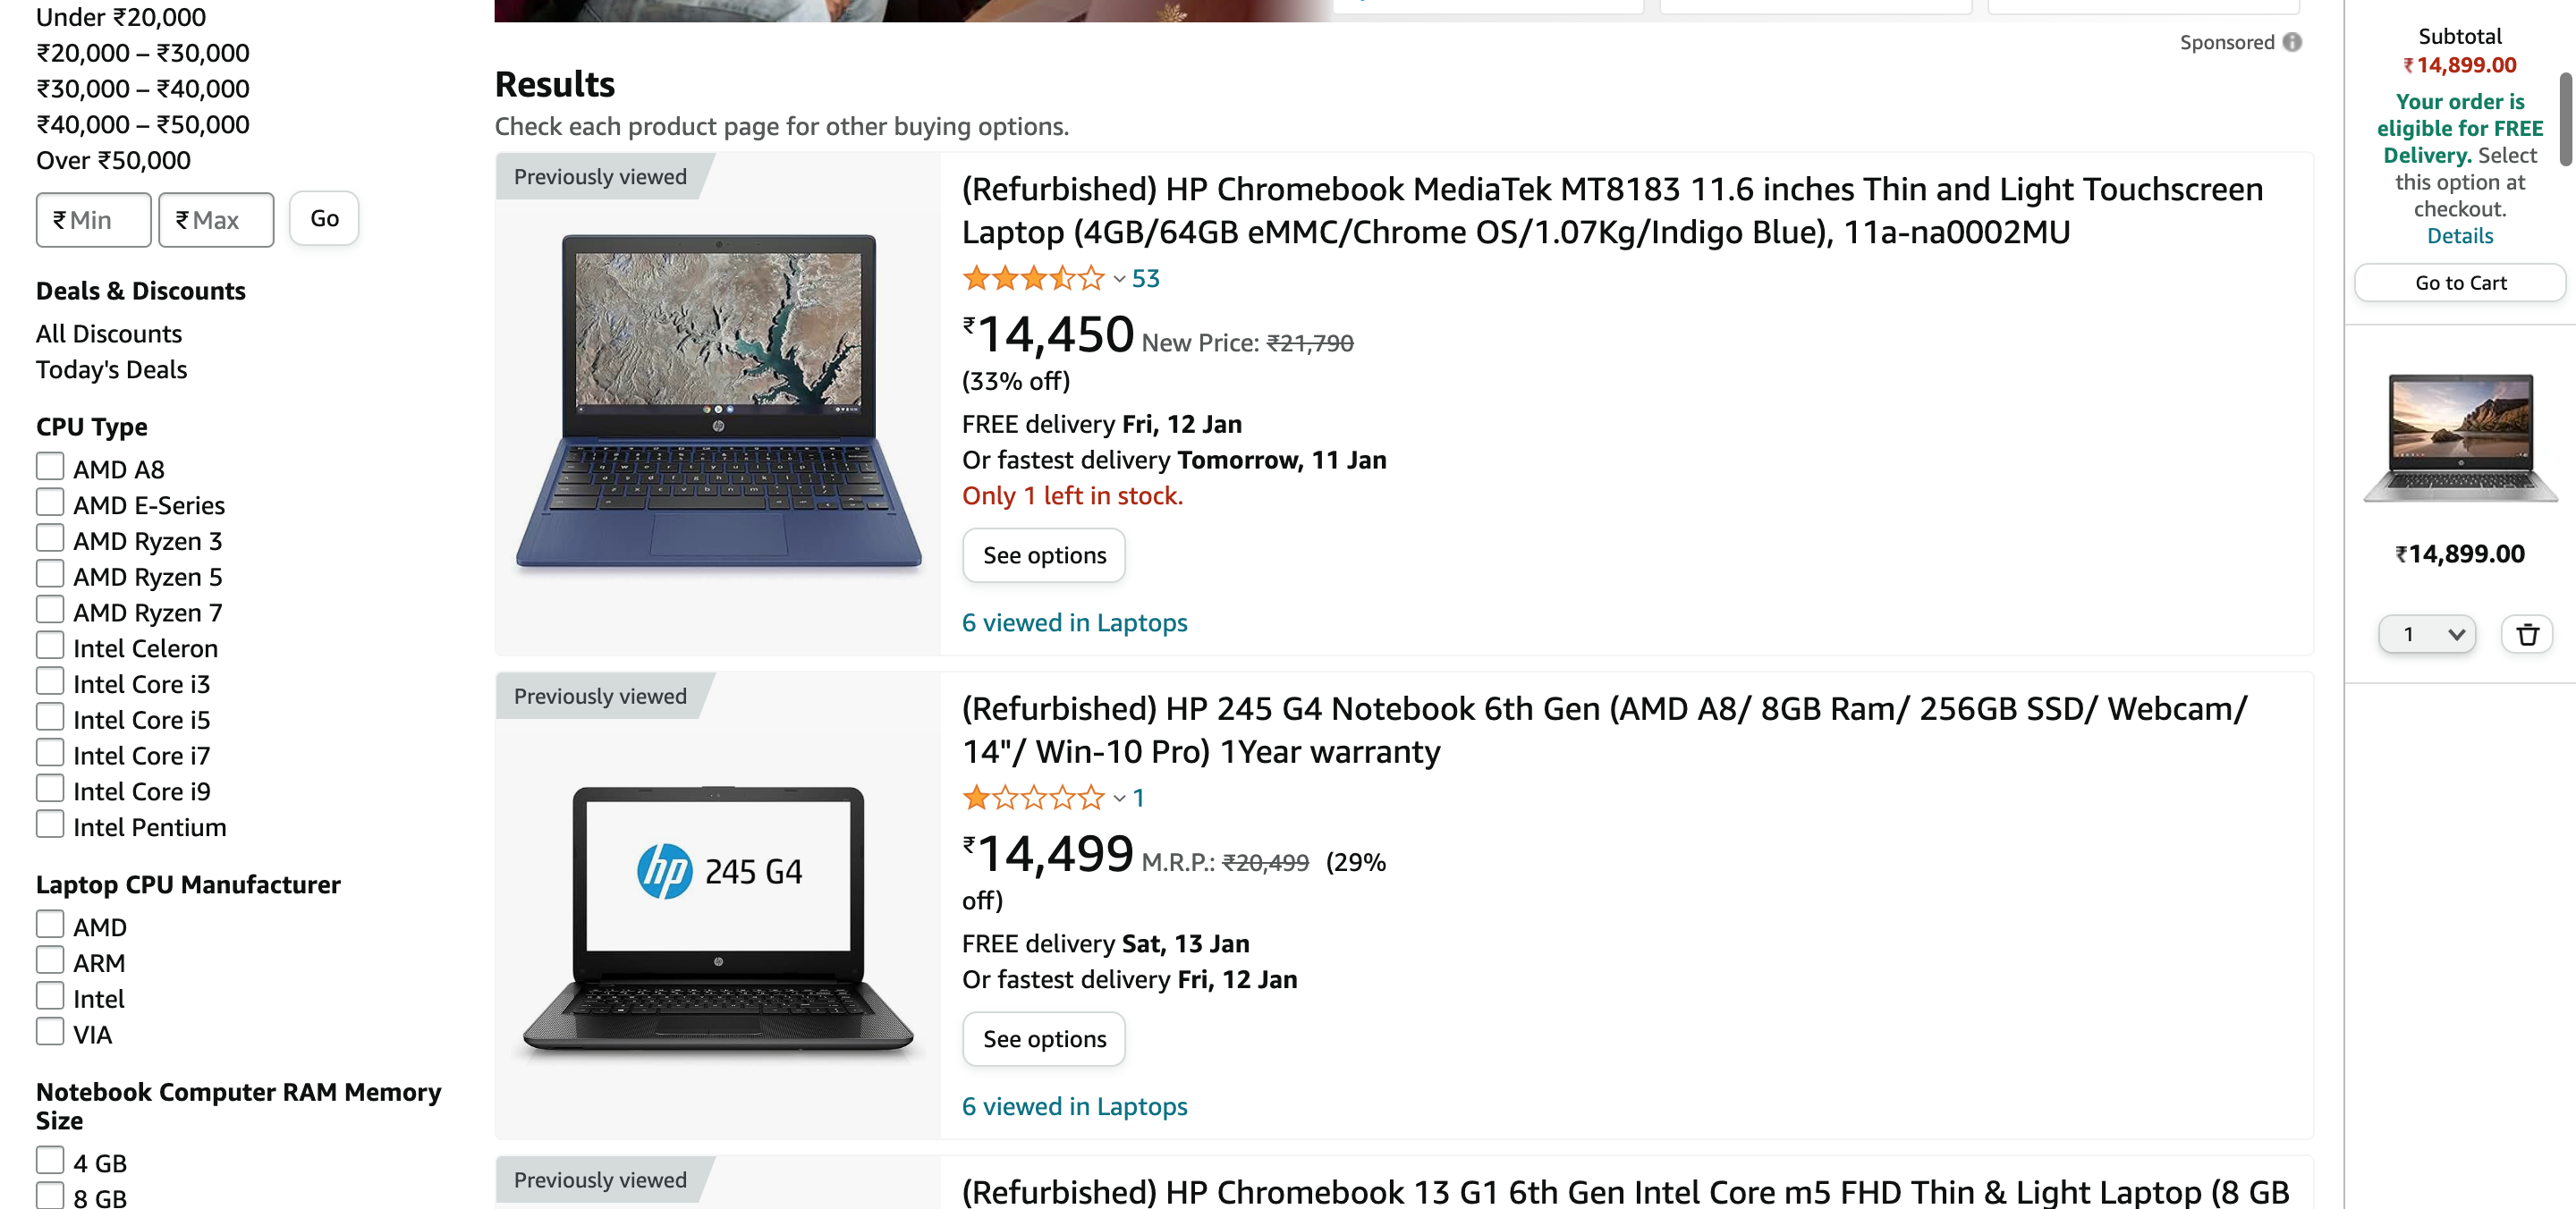 Under ₹20,000
₹20,000 – ₹30,000
₹30,000 – ₹40,000
₹40,000 – ₹50,000
Over ₹50,000
₹ Min
₹ Max
Go
Deals & Discounts
All Discounts
Today's Deals
CPU Type
AMD A8
AMD E-Series
AMD Ryzen 3
AMD Ryzen 5
AMD Ryzen 7
Intel Celeron
Intel Core i3
Intel Core i5
Intel Core i7
Intel Core i9
Intel Pentium
Laptop CPU Manufacturer
AMD
ARM
Intel
VIA
Notebook Computer RAM Memory
Size
4 GB
8 GB
Sponsored
Results
Check each product page for other buying options.
Previously viewed
(Refurbished) HP Chromebook MediaTek MT8183 11.6 inches Thin and Light Touchscreen
Laptop (4GB/64GB eMMC/Chrome OS/1.07Kg/Indigo Blue), 11a-na0002MU
53
₹14,450 New Price: ₹21,790
(33% off)
FREE delivery Fri, 12 Jan
Or fastest delivery Tomorrow, 11 Jan
Only 1 left in stock.
See options
6 viewed in Laptops
Previously viewed
hp 245 G4
(Refurbished) HP 245 G4 Notebook 6th Gen (AMD A8/ 8GB Ram/ 256GB SSD/ Webcam/
14"/ Win-10 Pro) 1Year warranty
1
₹14,499 M.R.P.: ₹20,499 (29%
off)
FREE delivery Sat, 13 Jan
Or fastest delivery Fri, 12 Jan
See options
6 viewed in Laptops
Previously viewed
(Refurbished) HP Chromebook 13 G1 6th Gen Intel Core m5 FHD Thin & Light Laptop (8 GB
Subtotal
₹14,899.00
Your order is
eligible for FREE
Delivery. Select
this option at
checkout.
Details
Go to Cart
₹14,899.00
1